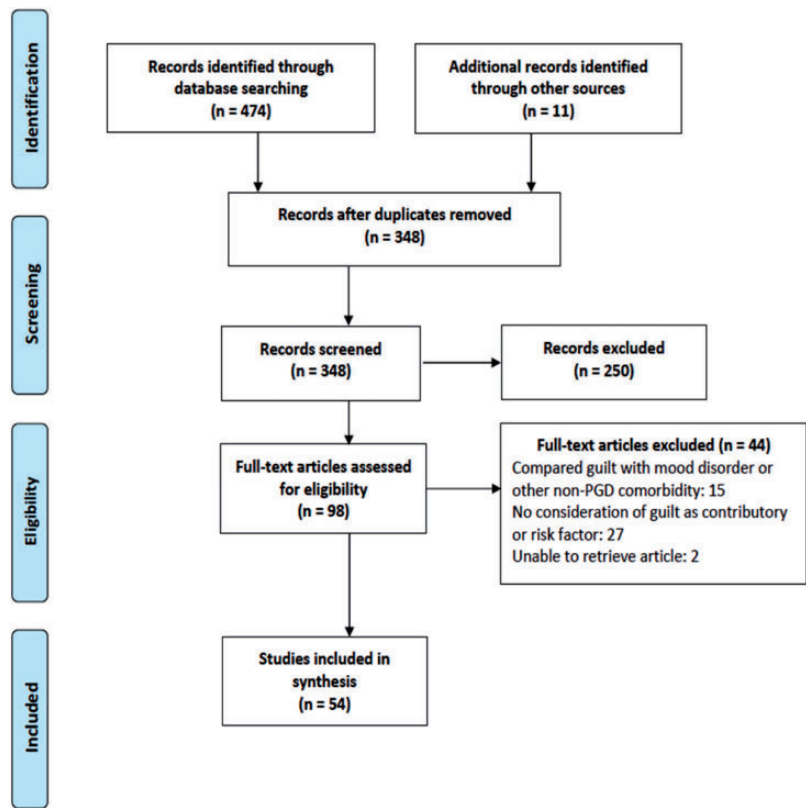 Identification
Records identified through
database searching
(n = 474)
Additional records identified
through other sources
(n = 11)
Records after duplicates removed
(n = 348)
Screening
Records screened
(n = 348)
Records excluded
(n = 250)
Eligibility
Full-text articles assessed
for eligibility
(n = 98)
Full-text articles excluded (n = 44)
Compared guilt with mood disorder or
other non-PGD comorbidity: 15
No consideration of guilt as contributory
or risk factor: 27
Unable to retrieve article: 2
Included
Studies included in
synthesis
(n = 54)